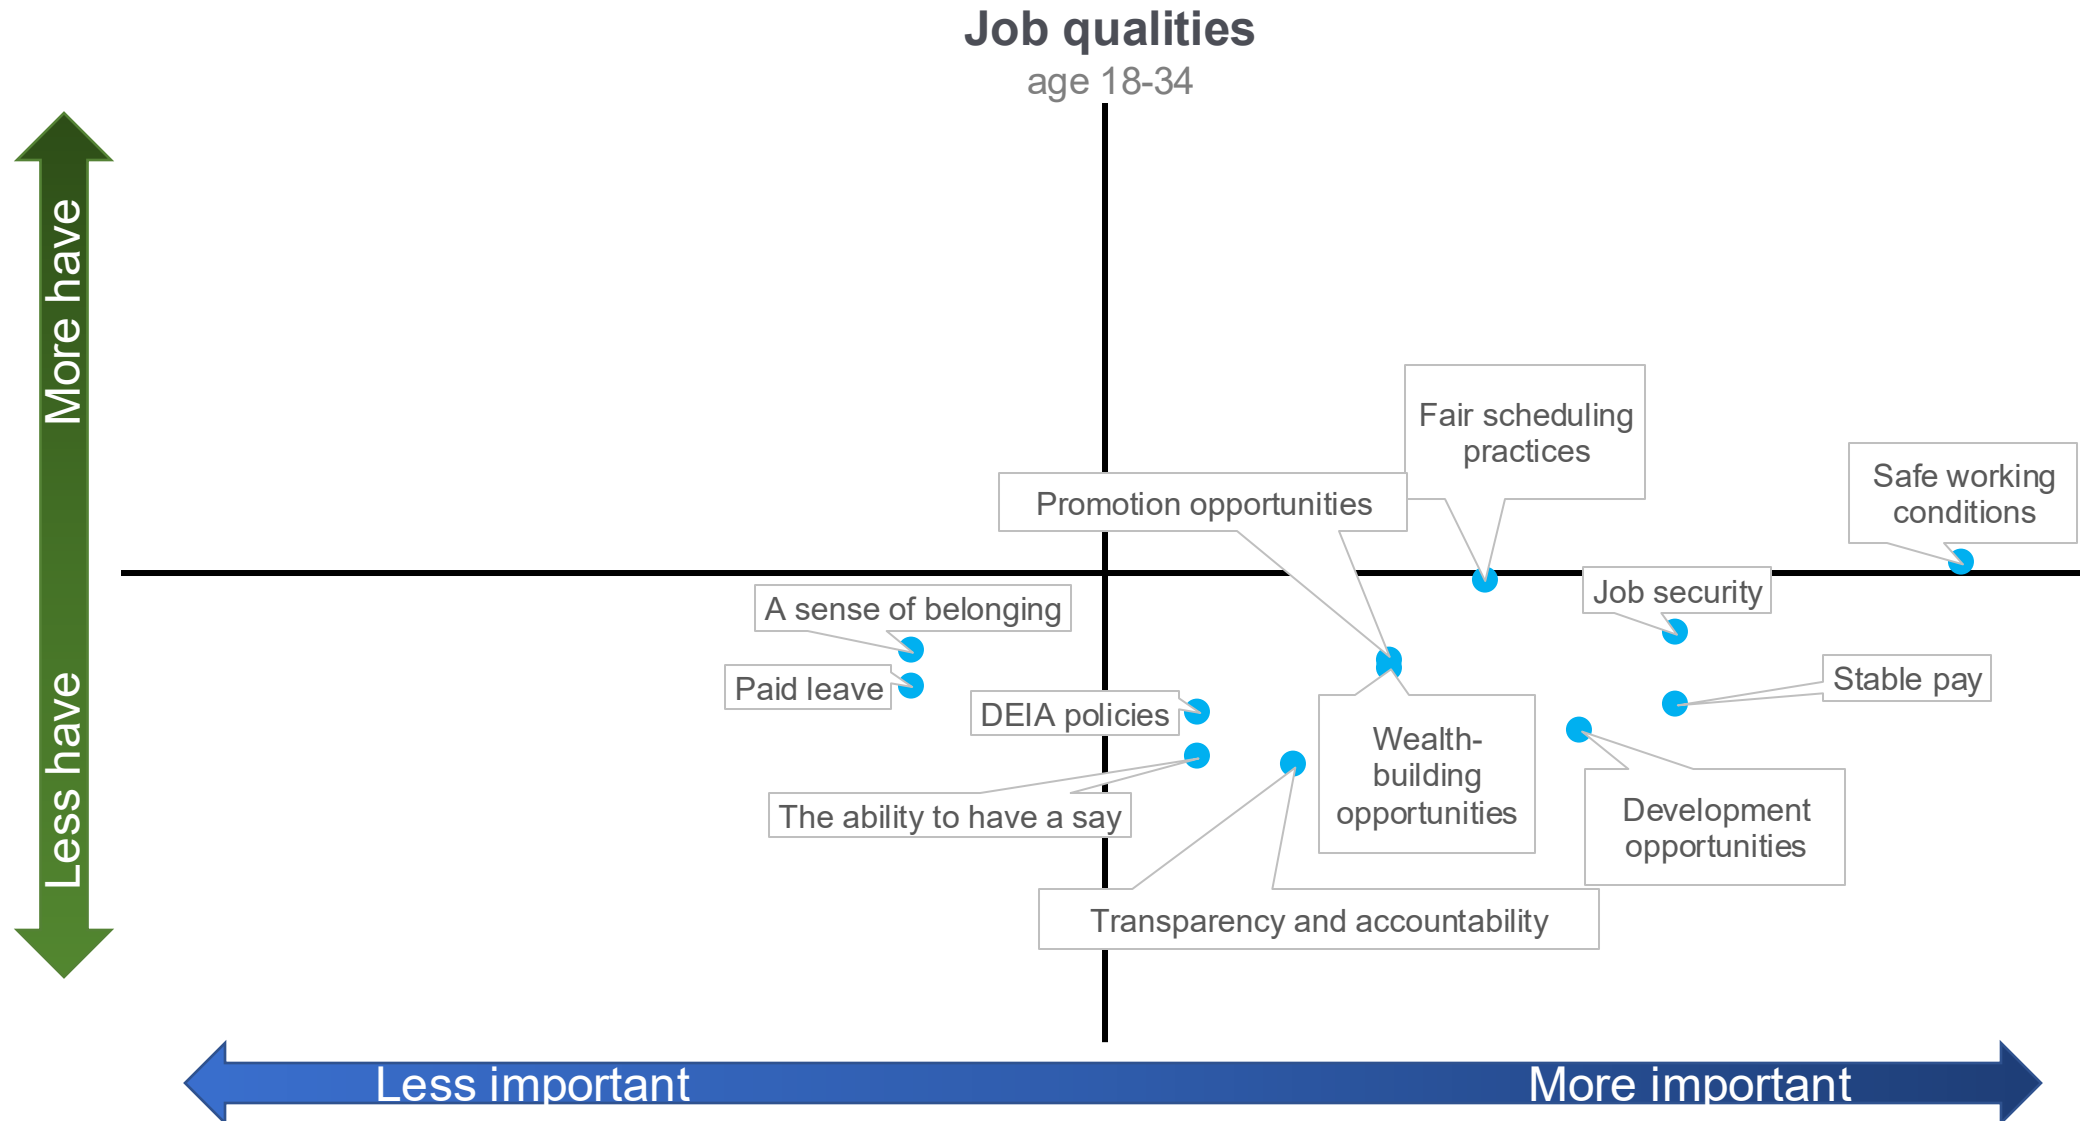 Job qualities
age 18-34
More have
Less have
Fair scheduling
practices
Safe working
conditions
Promotion opportunities
Job security
A sense of belonging
Paid leave
Stable pay
DEIA policies
Wealth-
building
opportunities
The ability to have a say
Development
opportunities
Transparency and accountability
Less important
More important